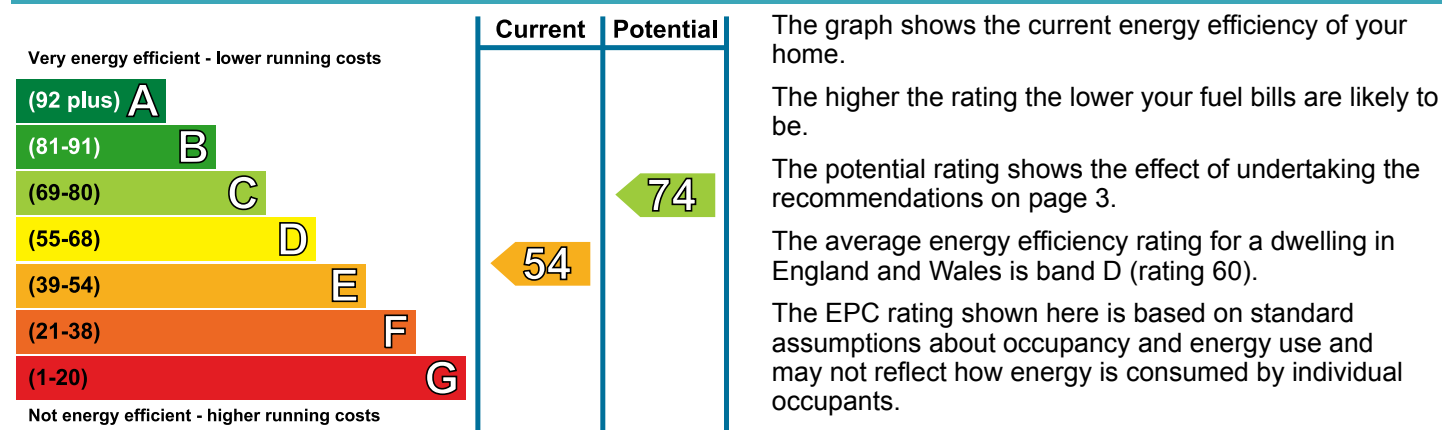 Current Potential
Very energy efficient - lower running costs
(92 plus) A
(81-91) B
(69-80) C
74
(55-68) D
54
(39-54) E
(21-38) F
(1-20) G
Not energy efficient - higher running costs
The graph shows the current energy efficiency of your
home.
The higher the rating the lower your fuel bills are likely to
be.
The potential rating shows the effect of undertaking the
recommendations on page 3.
The average energy efficiency rating for a dwelling in
England and Wales is band D (rating 60).
The EPC rating shown here is based on standard
assumptions about occupancy and energy use and
may not reflect how energy is consumed by individual
occupants.